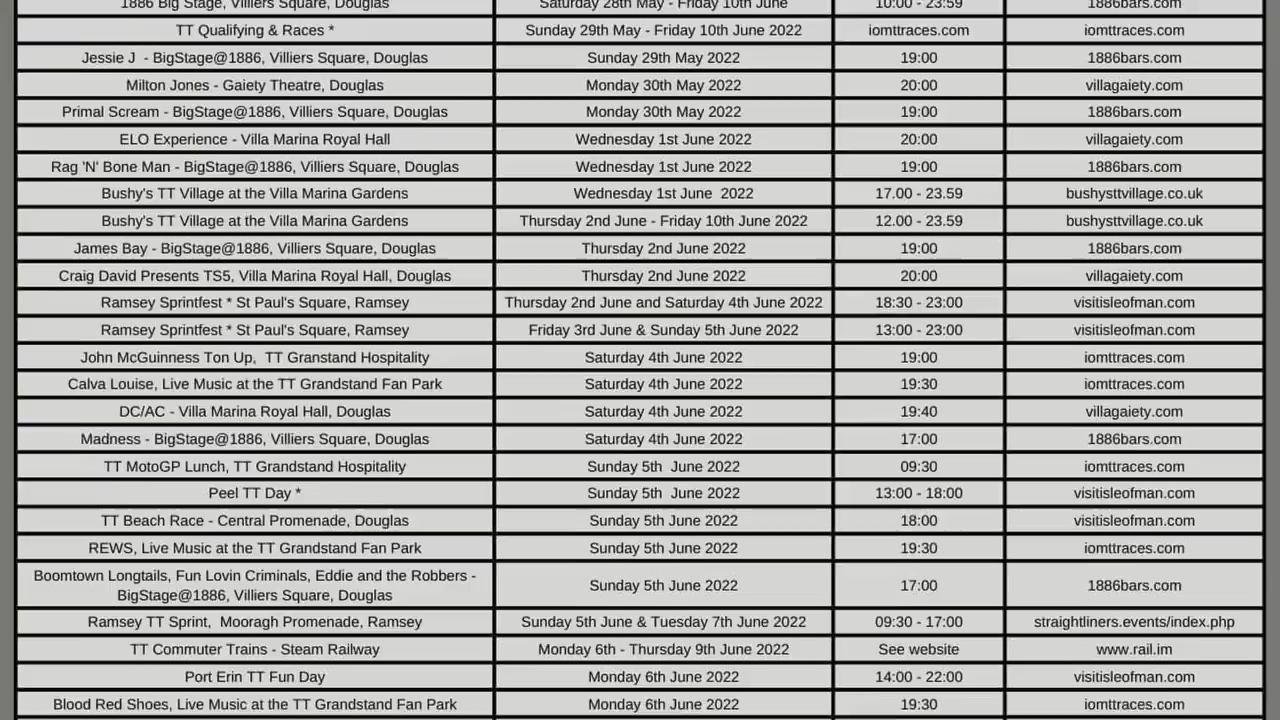 1886 Big Stage, Villiers Square, Douglas Saturday 28th May - Friday 10th June 10:00 - 23:59 1886bars.com
TT Qualifying & Races * Sunday 29th May - Friday 10th June 2022 iomttraces.com iomttraces.com
Jessie J - BigStage@1886, Villiers Square, Douglas Sunday 29th May 2022 19:00 1886bars.com
Milton Jones - Gaiety Theatre, Douglas Monday 30th May 2022 20:00 villagaiety.com
Primal Scream - BigStage@1886, Villiers Square, Douglas Monday 30th May 2022 19:00 1886bars.com
ELO Experience - Villa Marina Royal Hall Wednesday 1st June 2022 20:00 villagaiety.com
Rag 'N' Bone Man - BigStage@1886, Villiers Square, Douglas Wednesday 1st June 2022 19:00 1886bars.com
Bushy's TT Village at the Villa Marina Gardens Wednesday 1st June 2022 17.00 - 23.59 bushysttvillage.co.uk
Bushy's TT Village at the Villa Marina Gardens Thursday 2nd June - Friday 10th June 2022 12.00 - 23.59 bushysttvillage.co.uk
James Bay - BigStage@1886, Villiers Square, Douglas Thursday 2nd June 2022 19:00 1886bars.com
Craig David Presents TS5, Villa Marina Royal Hall, Douglas Thursday 2nd June 2022 20:00 villagaiety.com
Ramsey Sprintfest * St Paul's Square, Ramsey Thursday 2nd June and Saturday 4th June 2022 18:30 - 23:00 visitisleofman.com
Ramsey Sprintfest * St Paul's Square, Ramsey Friday 3rd June & Sunday 5th June 2022 13:00 - 23:00 visitisleofman.com
John McGuinness Ton Up, TT Granstand Hospitality Saturday 4th June 2022 19:00 iomttraces.com
Calva Louise, Live Music at the TT Grandstand Fan Park Saturday 4th June 2022 19:30 iomttraces.com
DC/AC - Villa Marina Royal Hall, Douglas Saturday 4th June 2022 19:40 villagaiety.com
Madness - BigStage@1886, Villiers Square, Douglas Saturday 4th June 2022 17:00 1886bars.com
TT MotoGP Lunch, TT Grandstand Hospitality Sunday 5th June 2022 09:30 iomttraces.com
Peel TT Day * Sunday 5th June 2022 13:00 - 18:00 visitisleofman.com
TT Beach Race - Central Promenade, Douglas Sunday 5th June 2022 18:00 visitisleofman.com
REWS, Live Music at the TT Grandstand Fan Park Sunday 5th June 2022 19:30 iomttraces.com
Boomtown Longtails, Fun Lovin Criminals, Eddie and the Robbers -
BigStage@1886, Villiers Square, Douglas Sunday 5th June 2022 17:00 1886bars.com
Ramsey TT Sprint, Mooragh Promenade, Ramsey Sunday 5th June & Tuesday 7th June 2022 09:30 - 17:00 straightliners.events/index.php
TT Commuter Trains - Steam Railway Monday 6th - Thursday 9th June 2022 See website www.rail.im
Port Erin TT Fun Day Monday 6th June 2022 14:00 - 22:00 visitisleofman.com
Blood Red Shoes, Live Music at the TT Grandstand Fan Park Monday 6th June 2022 19:30 iomttraces.com